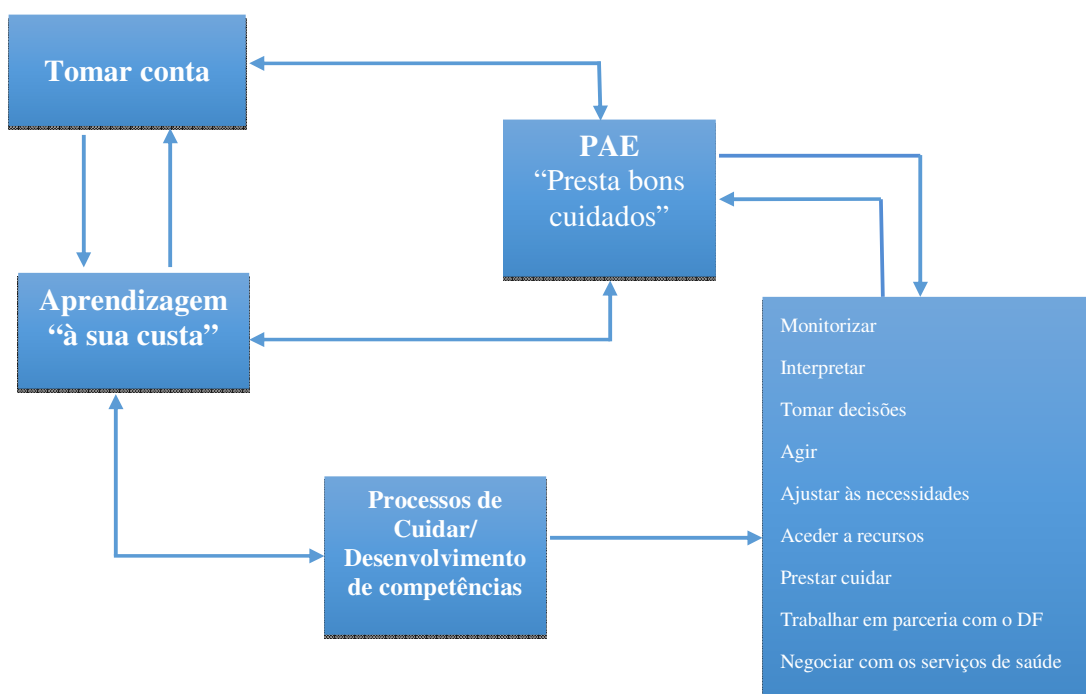 Tomar conta
PAE
“Presta bons
cuidados”
Aprendizagem
“à sua custa”
Processos de
Cuidar/
Desenvolvimento
de competências
Monitorizar
Interpretar
Tomar decisões
Agir
Ajustar às necessidades
Aceder a recursos
Prestar cuidar
Trabalhar em parceria com o DF
Negociar com os serviços de saúde